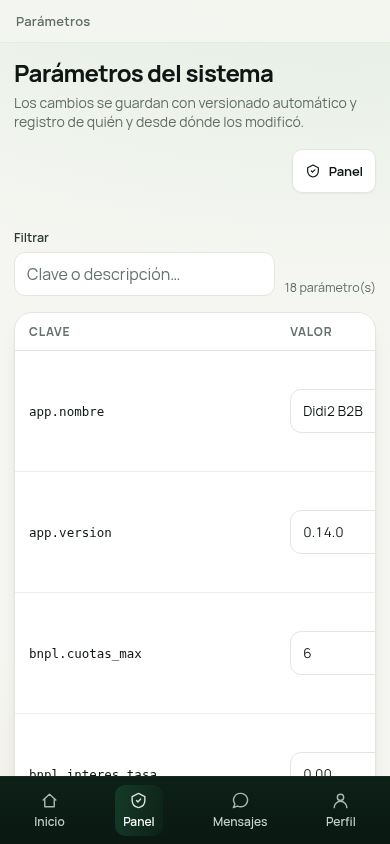 Parámetros
Parámetros del sistema
Los cambios se guardan con versionado automático y
registro de quién y desde dónde los modificó.
Panel
Filtrar
Clave o descripción...
18 parámetro(s)
CLAVE VALOR
app.nombre Didi2 B2B
app.version 0.14.0
bnpl.cuotas_max 6
bnpl.interes_tasa 0.00
Inicio Panel Mensajes Perfil